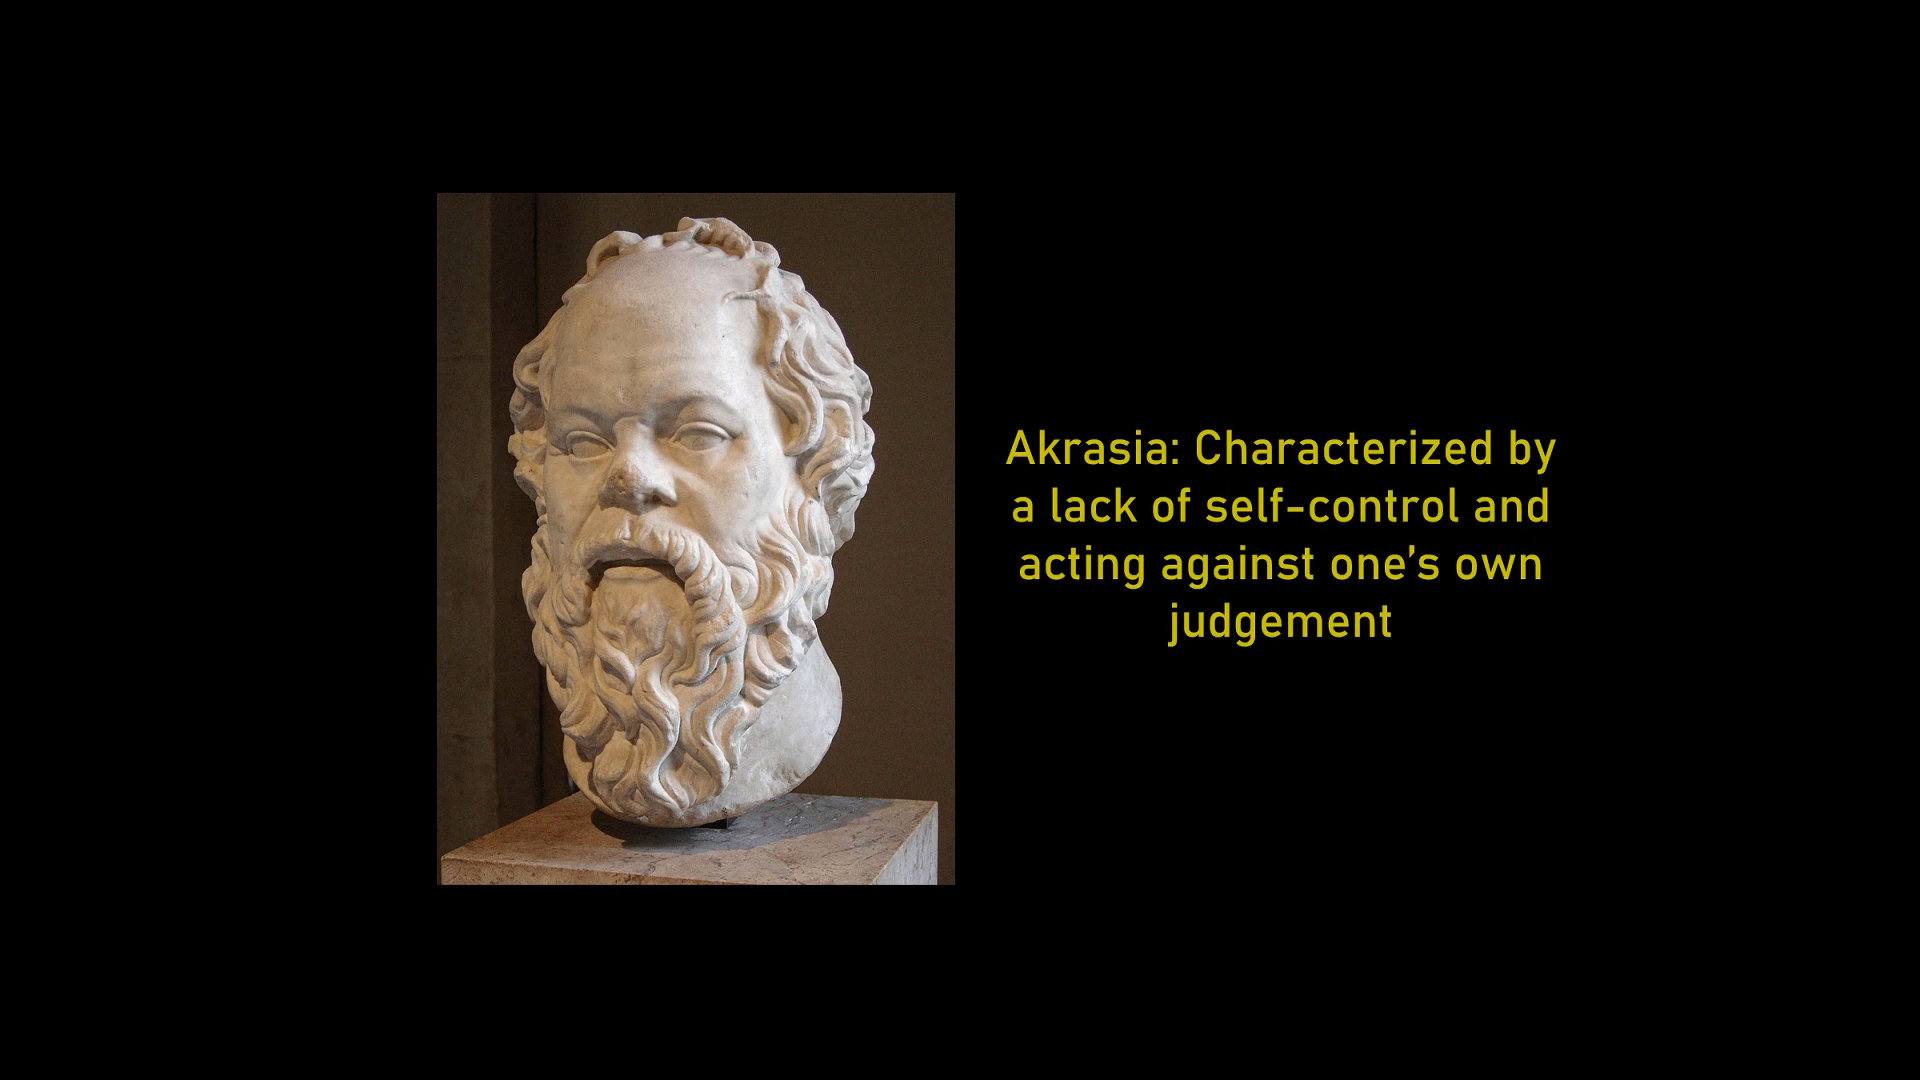 Akrasia: Characterized by
a lack of self-control and
acting against one’s own
judgement